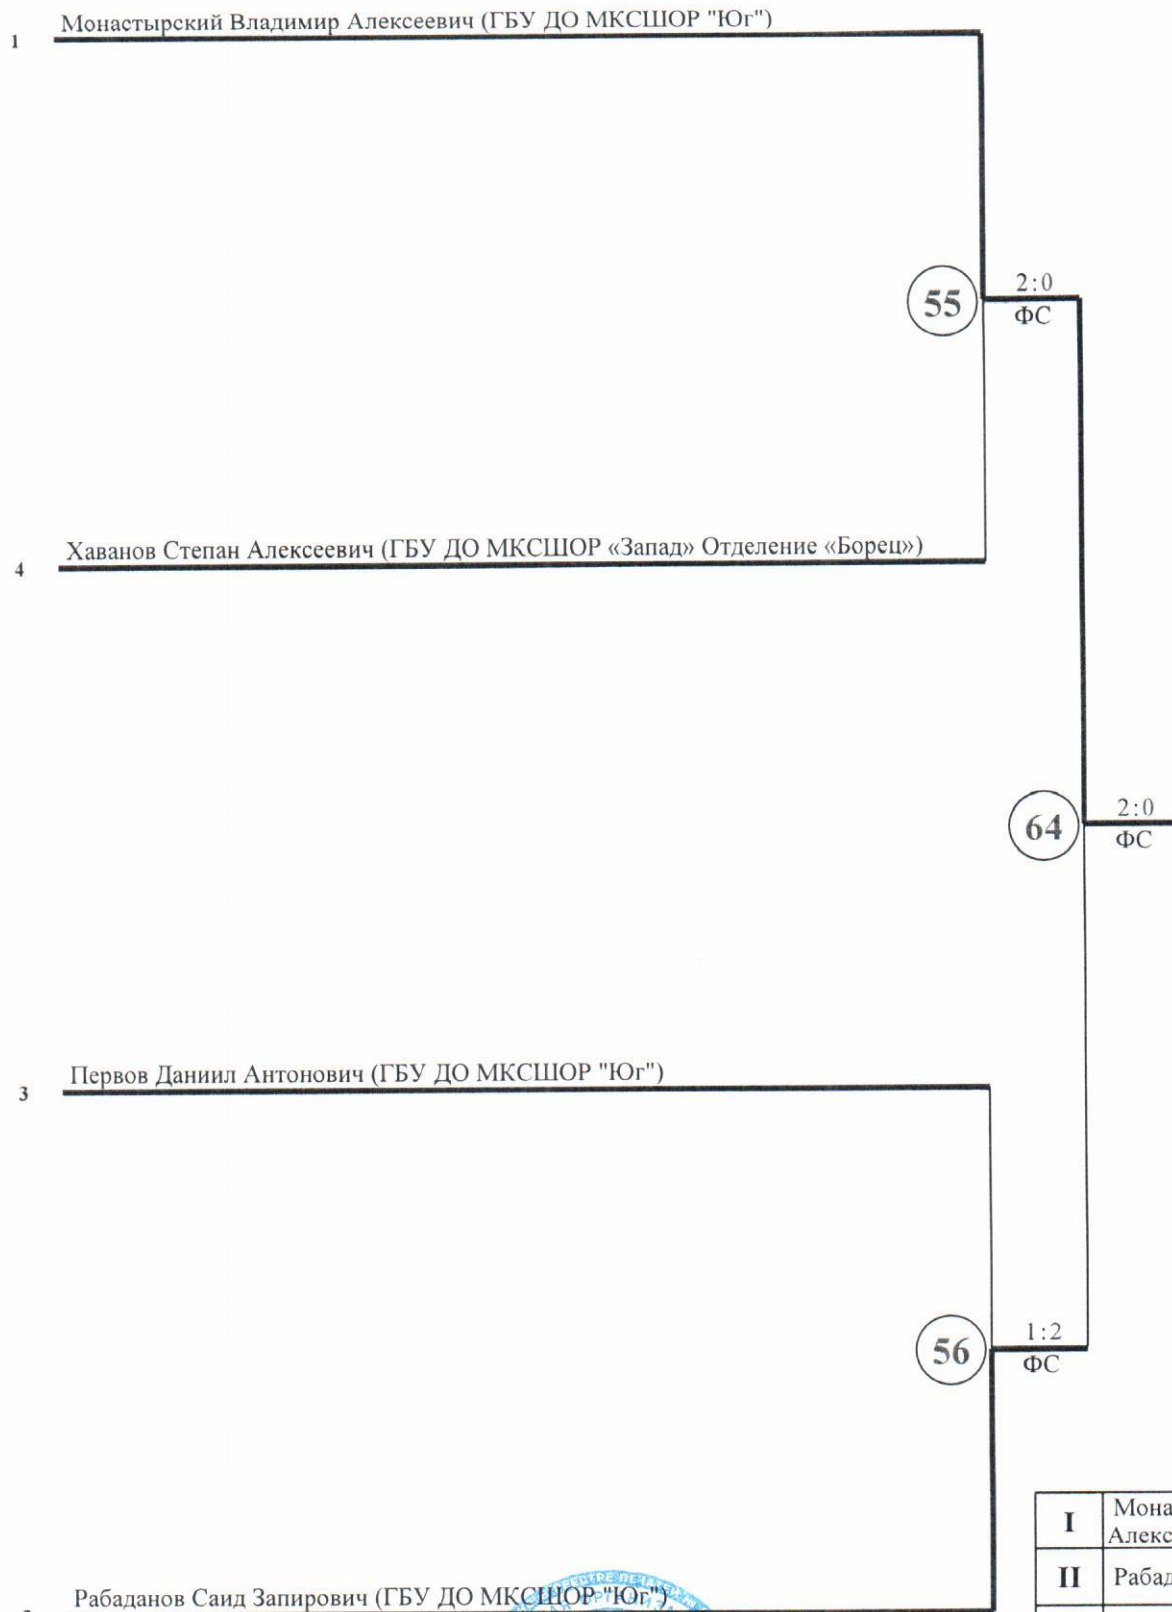 1 Монастырский Владимир Алексеевич (ГБУ ДО МКСШОР "Юг")
55 2:0
ФС
4 Хаванов Степан Алексеевич (ГБУ ДО МКСШОР «Запад» Отделение «Борец»)
64 2:0
ФС
3 Первов Даниил Антонович (ГБУ ДО МКСШОР "Юг")
56 1:2
ФС
I Мона
Алекс
II Рабад
Рабаданов Саид Запирович (ГБУ ДО МКСШОР "Юг")